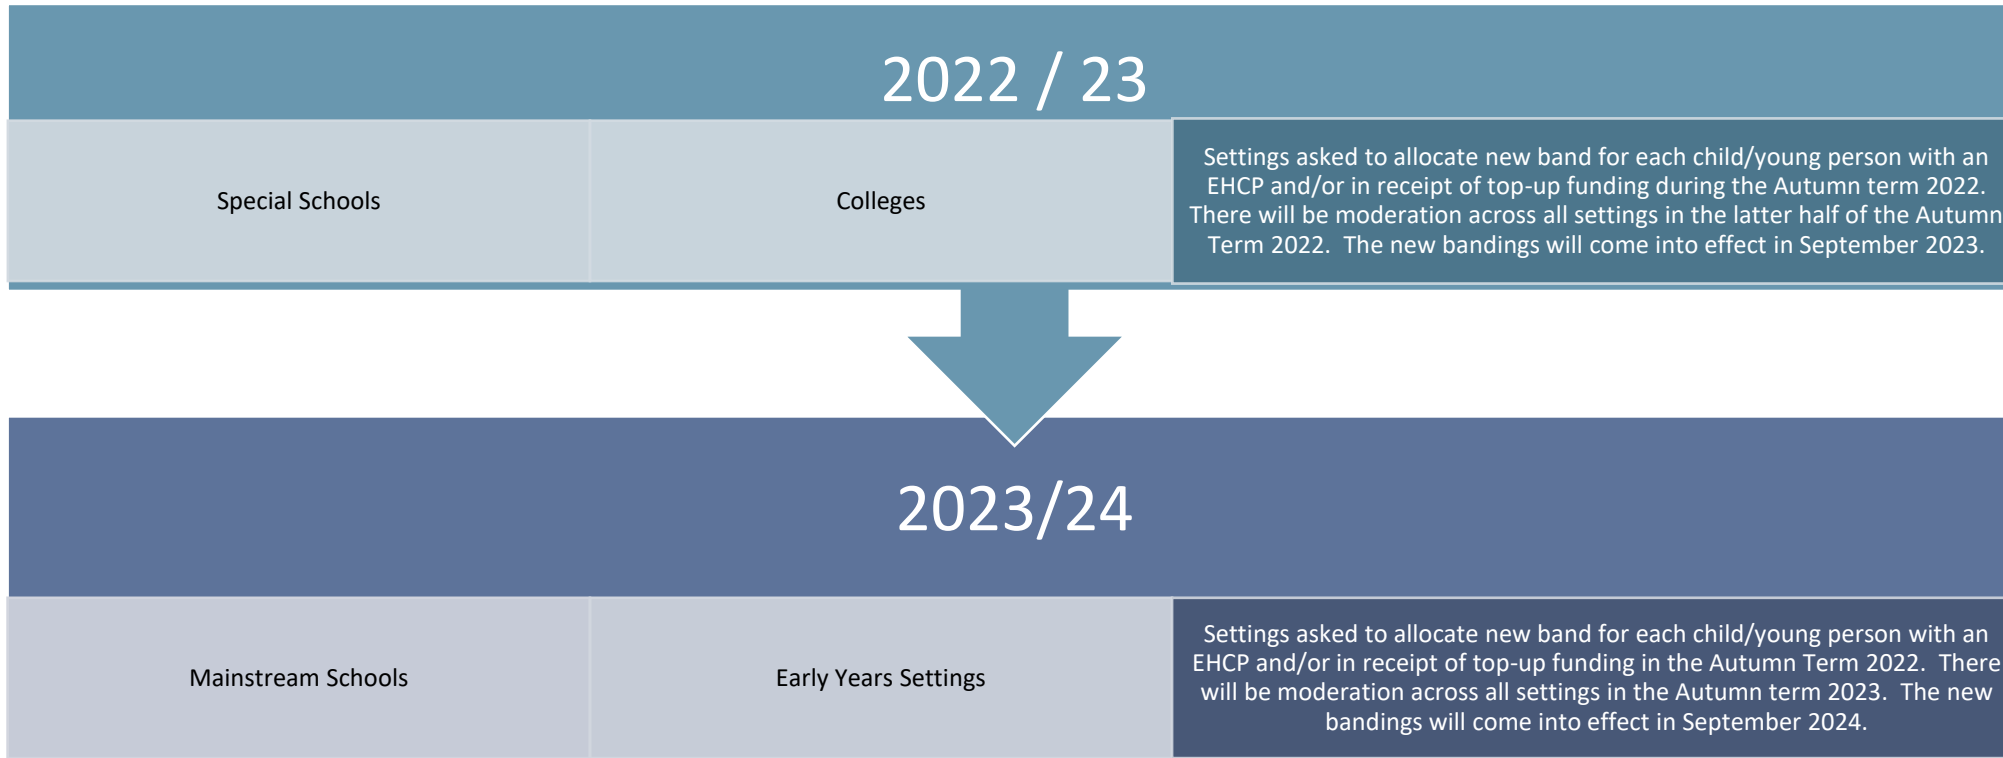 2022 / 23
Special Schools
Colleges
Settings asked to allocate new band for each child/young person with an
EHCP and/or in receipt of top-up funding during the Autumn term 2022.
There will be moderation across all settings in the latter half of the Autumn
Term 2022.  The new bandings will come into effect in September 2023.
2023/24
Mainstream Schools
Early Years Settings
Settings asked to allocate new band for each child/young person with an
EHCP and/or in receipt of top-up funding in the Autumn Term 2022.  There
will be moderation across all settings in the Autumn term 2023.  The new
bandings will come into effect in September 2024.